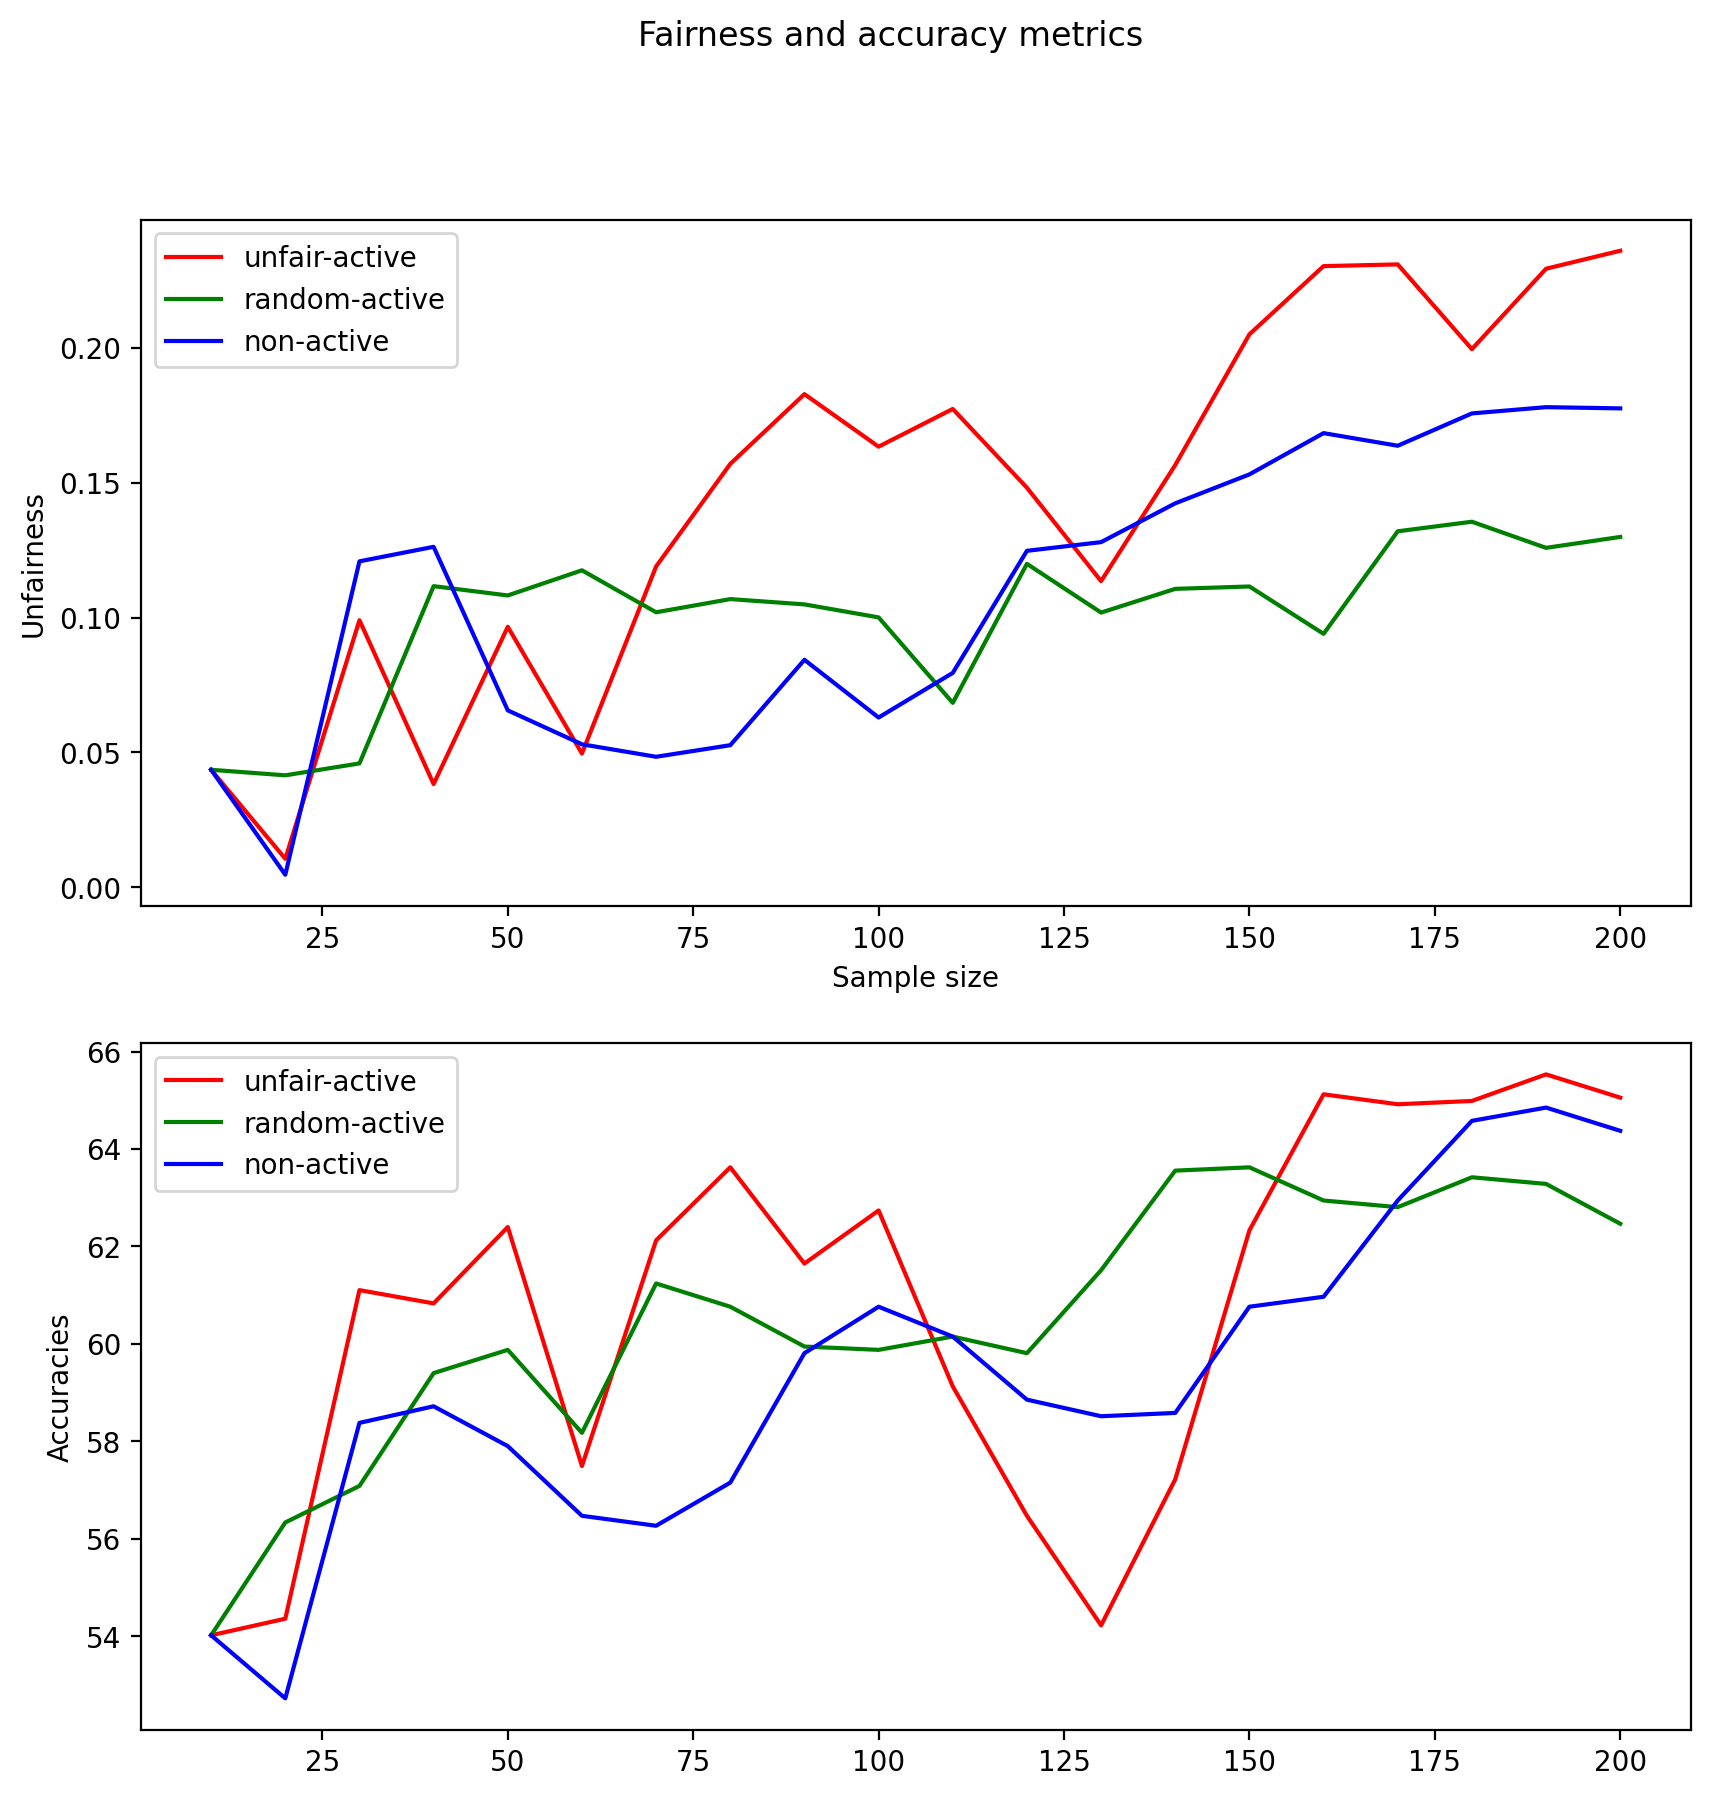 Fairness and accuracy metrics
unfair-active
random-active
non-active
0.20
0.15
0.10
0.05
0.00
Unfairness
25 50 75 100 125 150 175 200
Sample size
unfair-active
random-active
non-active
66
64
62
60
58
56
54
Accuracies
25 50 75 100 125 150 175 200